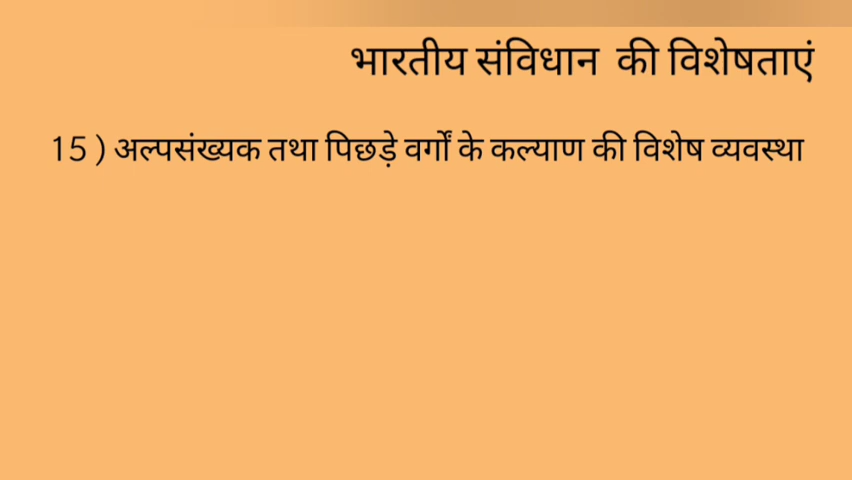 भारतीय संविधान की विशेषताएं
15 ) अल्पसंख्यक तथा पिछड़े वर्गों के कल्याण की विशेष व्यवस्था